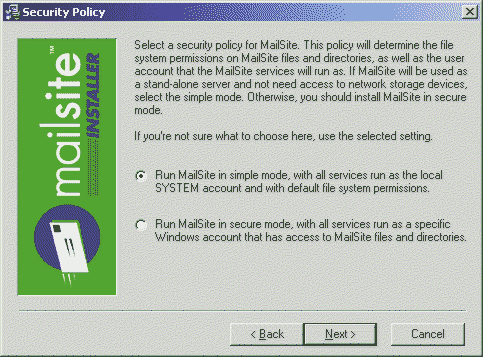 Security Policy
mailsite™
INSTALLER
Select a security policy for MailSite. This policy will determine the file
system permissions on MailSite files and directories, as well as the user
account that the MailSite services will run as. If MailSite will be used as
a stand-alone server and not need access to network storage devices,
select the simple mode. Otherwise, you should install MailSite in secure
mode.
If you're not sure what to choose here, use the selected setting.
Run MailSite in simple mode, with all services run as the local
SYSTEM account and with default file system permissions.
Run MailSite in secure mode, with all services run as a specific
Windows account that has access to MailSite files and directories.
< Back
Next >
Cancel